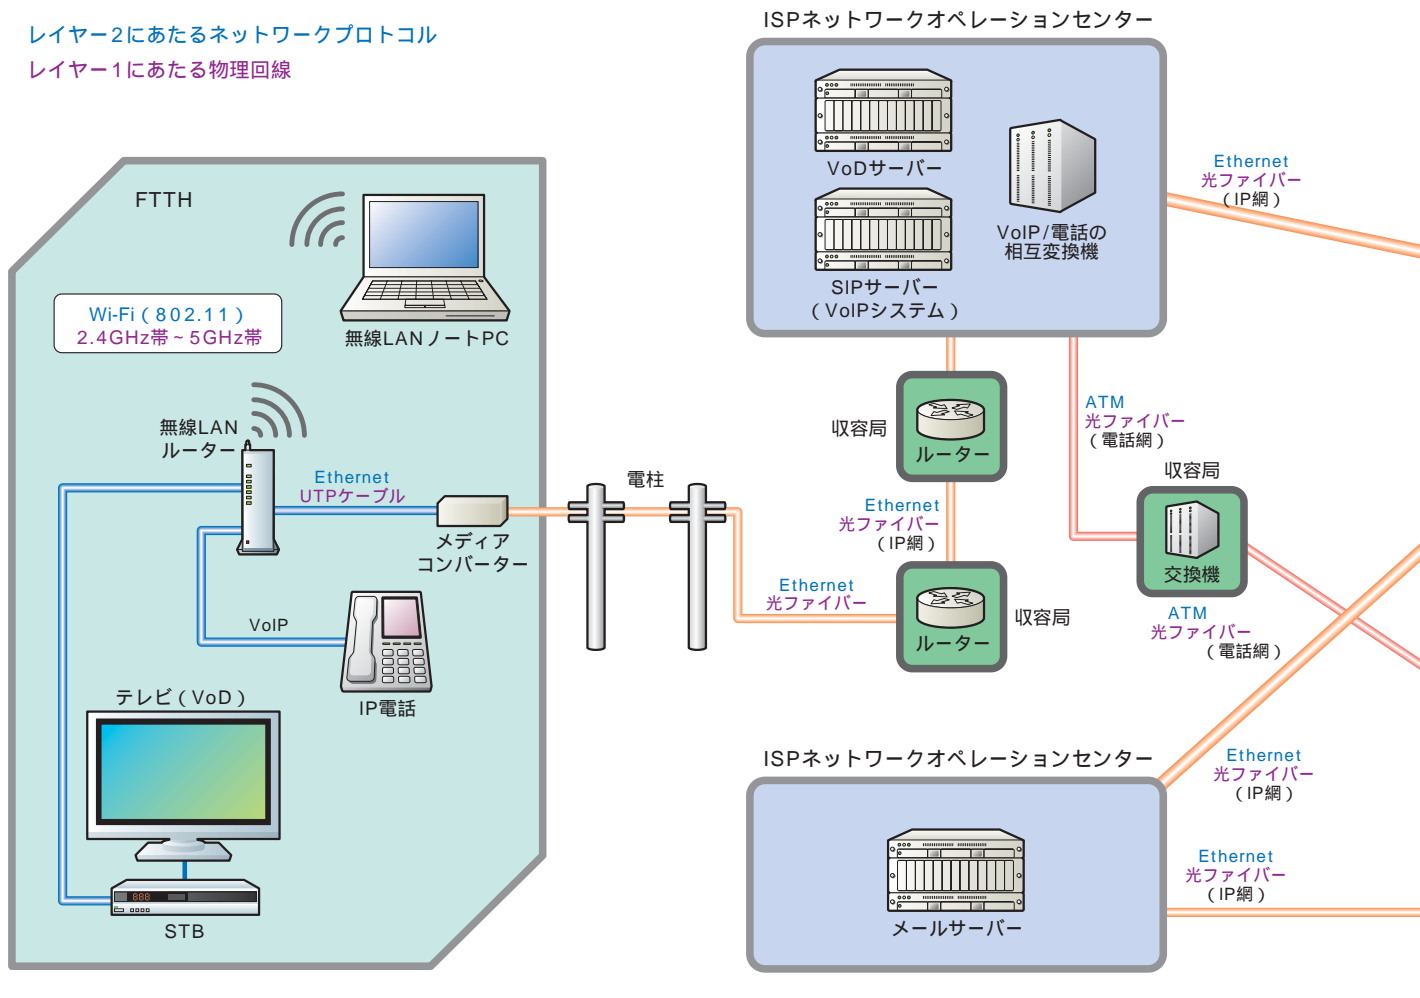 レイヤー2にあたるネットワークプロトコル
レイヤー1にあたる物理回線
ISPネットワークオペレーションセンター
VoDサーバー
SIPサーバー
（VoIPシステム）
VoIP/電話の
相互変換機
Ethernet
光ファイバー
（IP網）
FTTH
無線LANノートPC
Wi-Fi（802.11）
2.4GHz帯~5GHz帯
無線LAN
ルーター
Ethernet
UTPケーブル
メディア
コンバーター
電柱
VoIP
IP電話
テレビ（VoD）
888
STB
収容局
ルーター
Ethernet
光ファイバー
（IP網）
Ethernet
光ファイバー
収容局
ルーター
ATM
光ファイバー
（電話網）
収容局
交換機
ATM
光ファイバー
（電話網）
ISPネットワークオペレーションセンター
メールサーバー
Ethernet
光ファイバー
（IP網）
Ethernet
光ファイバー
（IP網）